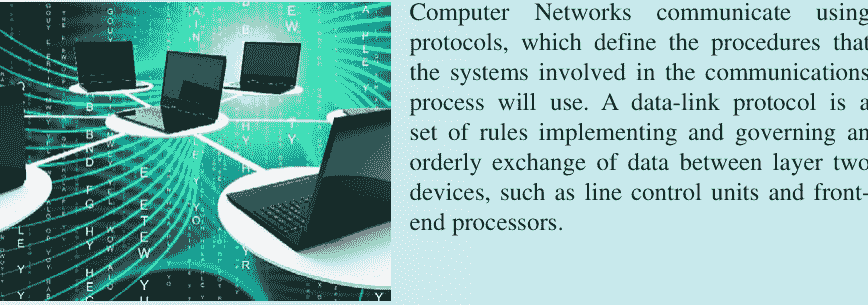 Computer Networks communicate using
protocols, which define the procedures that
the systems involved in the communications
process will use. A data-link protocol is a
set of rules implementing and governing an
orderly exchange of data between layer two
devices, such as line control units and front-
end processors.